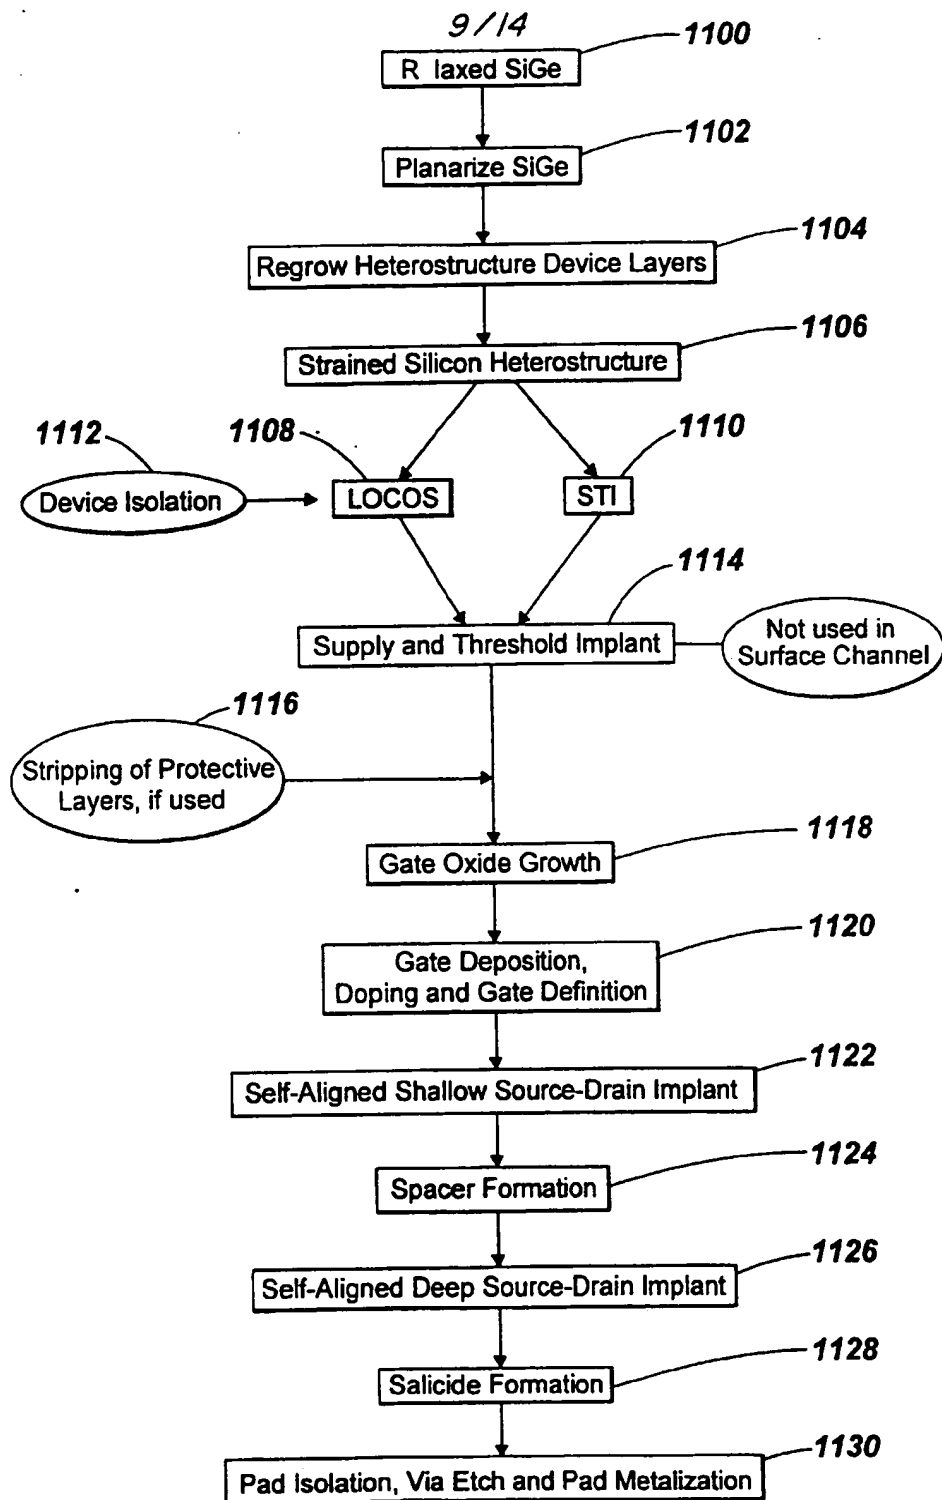 9/14
1100
R laxed SiGe
1102
Planarize SiGe
1104
Regrow Heterostructure Device Layers
1106
Strained Silicon Heterostructure
1112
1108
1110
Device Isolation
LOCOS
STI
1114
Supply and Threshold Implant
Not used in
Surface Channel
1116
Stripping of Protective
Layers, if used
1118
Gate Oxide Growth
1120
Gate Deposition,
Doping and Gate Definition
1122
Self-Aligned Shallow Source-Drain Implant
1124
Spacer Formation
1126
Self-Aligned Deep Source-Drain Implant
1128
Salicide Formation
1130
Pad Isolation, Via Etch and Pad Metalization